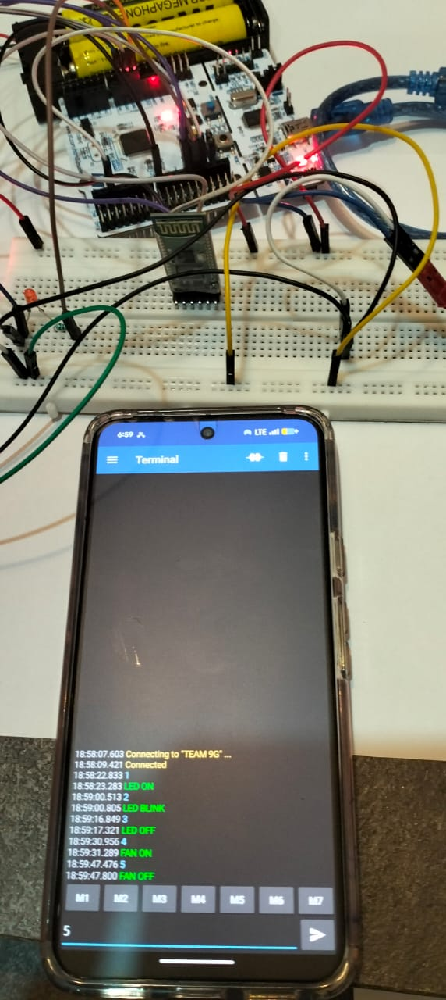 FOR MEGAPHON
6:59 LTE
Terminal
18:58:07.603 Connecting to "TEAM 9G" ...
18:58:09.421 Connected
18:58:22.833 1
18:58:23.283 LED ON
18:59:00.513 2
18:59:00.805 LED BLINK
18:59:16.849 3
18:59:17.321 LED OFF
18:59:30.956 4
18:59:31.289 FAN ON
18:59:47.476 5
18:59:47.800 FAN OFF
M1 M2 M3 M4 M5 M6 M7
5